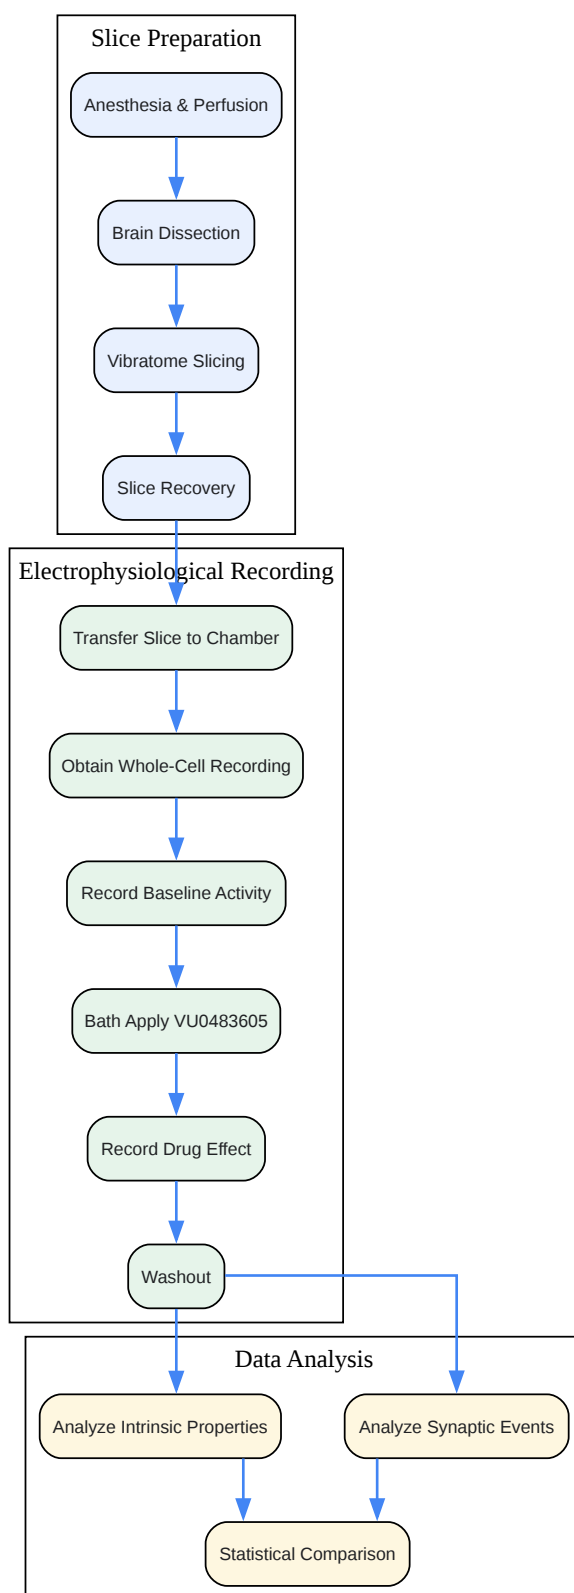 Slice Preparation
Anesthesia & Perfusion
Brain Dissection
Vibratome Slicing
Slice Recovery
Electrophysiological Recording
Transfer Slice to Chamber
Obtain Whole-Cell Recording
Record Baseline Activity
Bath Apply VU0483605
Record Drug Effect
Washout
Data Analysis
Analyze Intrinsic Properties
Analyze Synaptic Events
Statistical Comparison